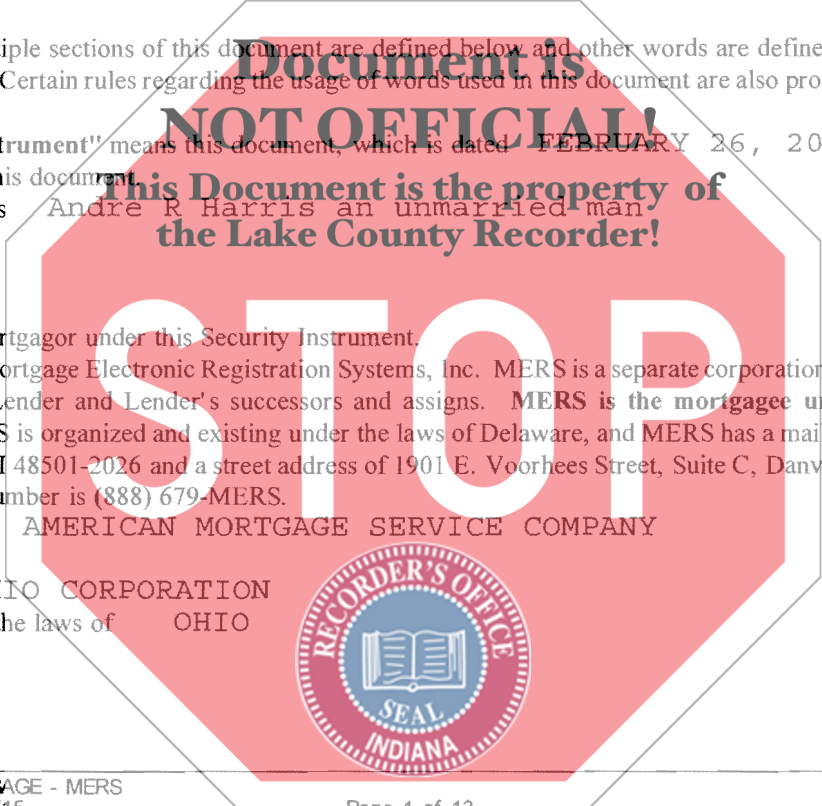 iple sections of this document are defined below and other words are define
Document is
Certain rules regarding the usage of words used in this document are also pro
NOT OFFICIAL!
trument" means this document, which is dated FEBRUARY 26, 20
is document.
This Document is the property of
s Andre R Harris an unmarried man
the Lake County Recorder!
STOP
rtgagor under this Security Instrument.
ortgage Electronic Registration Systems, Inc. MERS is a separate corporation
ender and Lender's successors and assigns. MERS is the mortgagee u
S is organized and existing under the laws of Delaware, and MERS has a mail
I 48501-2026 and a street address of 1901 E. Voorhees Street, Suite C, Danv
umber is (888) 679-MERS.
AMERICAN MORTGAGE SERVICE COMPANY
IO CORPORATION
he laws of OHIO
RECORDER'S OFFICE
SEAL
INDIANA
AGE - MERS
Page 1 of 13